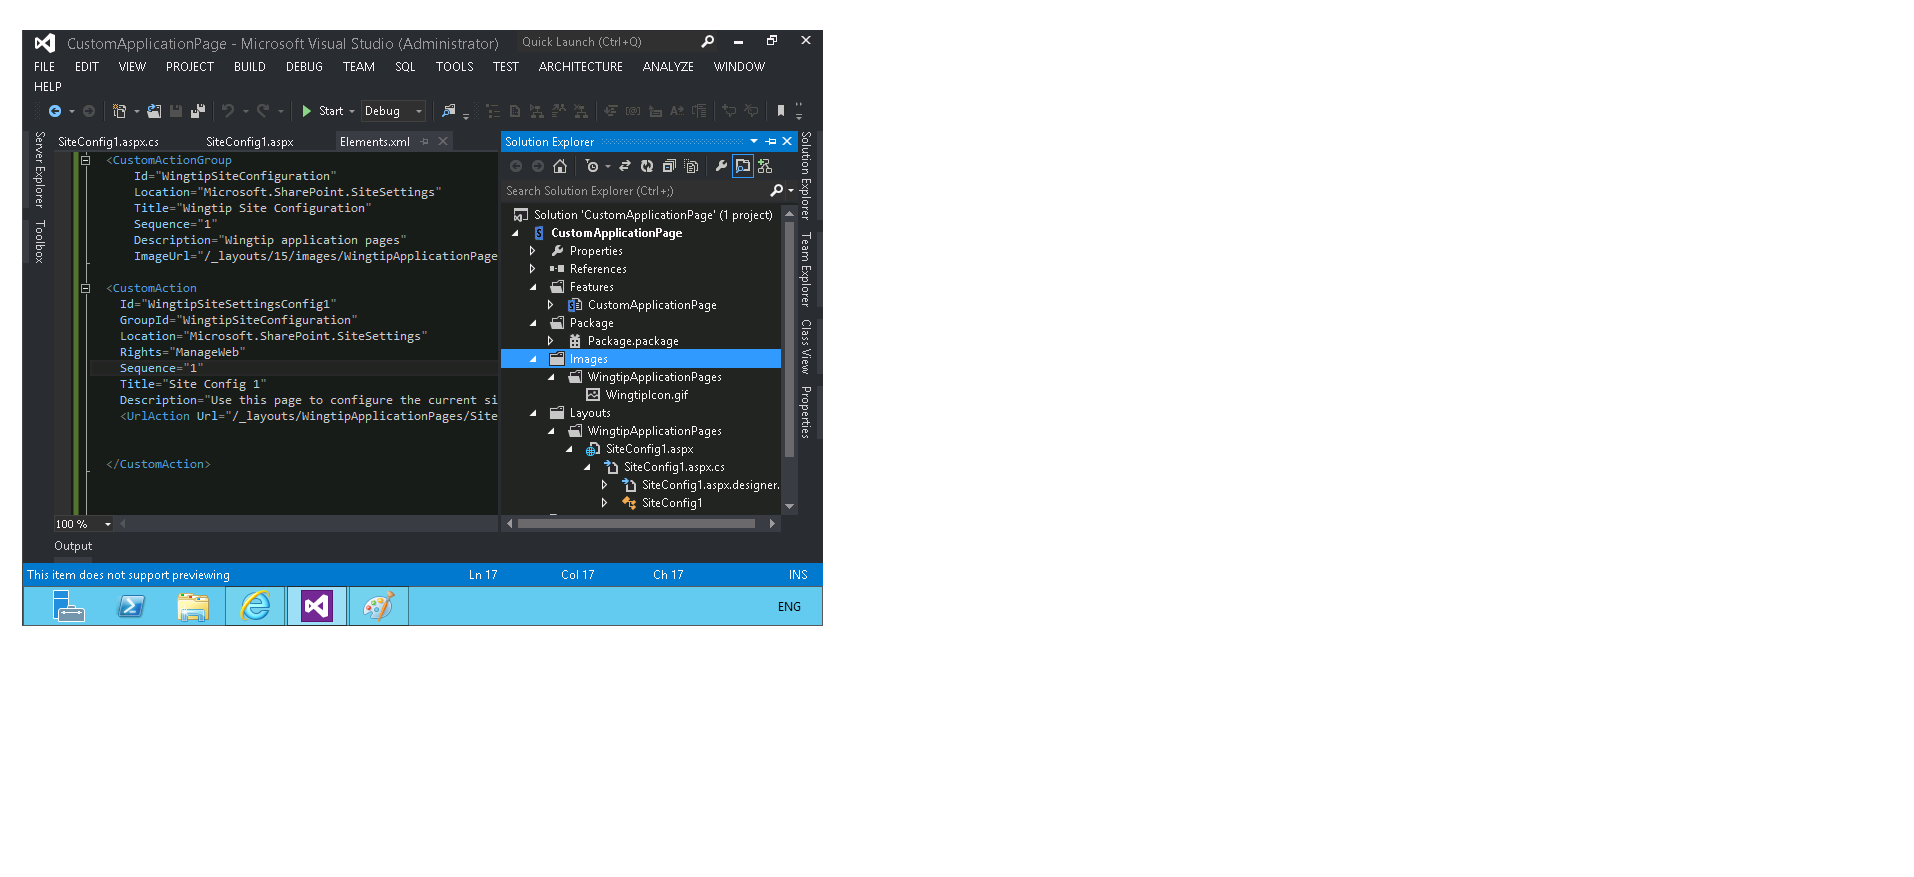 CustomApplicationPage - Microsoft Visual Studio (Administrator) Quick Launch (Ctrl+Q)
FILE EDIT VIEW PROJECT BUILD DEBUG TEAM SQL TOOLS TEST ARCHITECTURE ANALYZE WINDOW
HELP
Start Debug
SiteConfig1.aspx.cs SiteConfig1.aspx Elements.xml
Server Explorer
Toolbox
<CustomActionGroup
Id="WingtipSiteConfiguration"
Location="Microsoft.SharePoint.SiteSettings"
Title="Wingtip Site Configuration"
Sequence="1"
Description="Wingtip application pages"
ImageUrl="/_layouts/15/images/WingtipApplicationPage
<CustomAction
Id="WingtipSiteSettingsConfig1"
GroupId="WingtipSiteConfiguration"
Location="Microsoft.SharePoint.SiteSettings"
Rights="ManageWeb"
Sequence="1"
Title="Site Config 1"
Description="Use this page to configure the current si
<UrlAction Url="/_layouts/WingtipApplicationPages/Site
</CustomAction>
100 %
Output
Solution Explorer
Search Solution Explorer (Ctrl+;)
Solution 'CustomApplicationPage' (1 project)
CustomApplicationPage
Properties
References
Features
CustomApplicationPage
Package
Package.package
Images
WingtipApplicationPages
WingtipIcon.gif
Layouts
WingtipApplicationPages
SiteConfig1.aspx
SiteConfig1.aspx.cs
SiteConfig1.aspx.designer.
SiteConfig1
Solution Explorer
Team Explorer
Class View
Properties
This item does not support previewing Ln 17 Col 17 Ch 17 INS
ENG